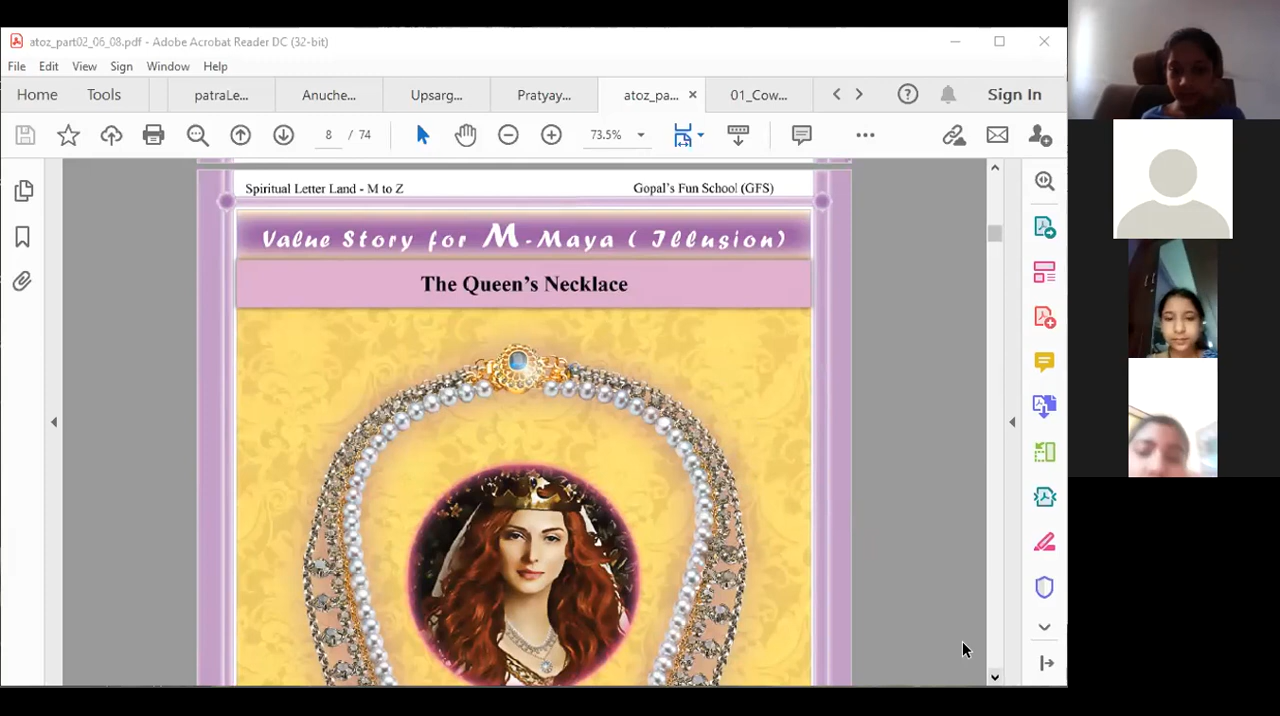 atoz_part02_06_08.pdf - Adobe Acrobat Reader DC (32-bit)
File Edit View Sign Window Help
Home Tools patraLe... Anuche... Upsarg... Pratyay... atoz_pa... 01_Cow... Sign In
8 / 74 73.5%
Spiritual Letter Land - M to Z Gopal's Fun School (GFS)
Value Story for M-Maya ( Illusion)
The Queen's Necklace